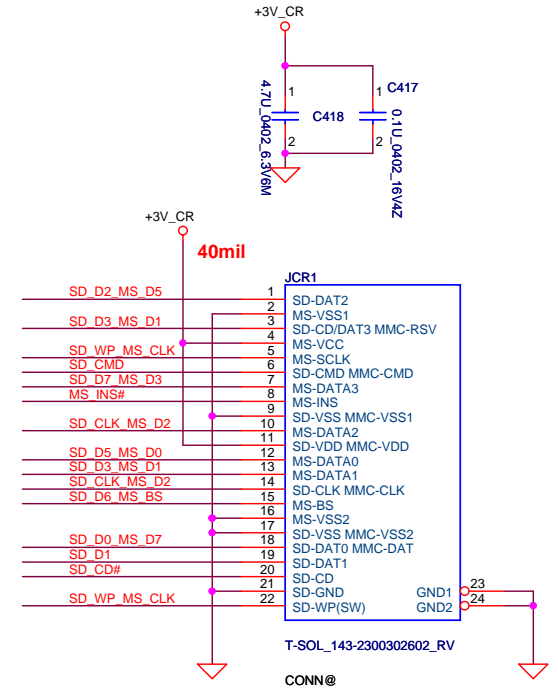 +3V_CR
1
1
C417
C418
4.7U_0402_6.3V6M
0.1U_0402_16V4Z
2
2
+3V_CR
40mil
JCR1
SD_D2_MS_D5 1 SD-DAT2
2 MS-VSS1
SD_D3_MS_D1 3 SD-CD/DAT3 MMC-RSV
4 MS-VCC
SD_WP_MS_CLK 5 MS-SCLK
SD_CMD 6 SD-CMD MMC-CMD
SD_D7_MS_D3 7 MS-DATA3
MS_INS# 8 MS-INS
9 SD-VSS MMC-VSS1
SD_CLK_MS_D2 10 MS-DATA2
11 SD-VDD MMC-VDD
SD_D5_MS_D0 12 MS-DATA0
SD_D3_MS_D1 13 MS-DATA1
SD_CLK_MS_D2 14 SD-CLK MMC-CLK
SD_D6_MS_BS 15 MS-BS
16 MS-VSS2
17 SD-VSS MMC-VSS2
SD_D0_MS_D7 18 SD-DAT0 MMC-DAT
SD_D1 19 SD-DAT1
SD_CD# 20 SD-CD
21 SD-GND GND1 23
SD_WP_MS_CLK 22 SD-WP(SW) GND2 24
T-SOL_143-2300302602_RV
CONN@